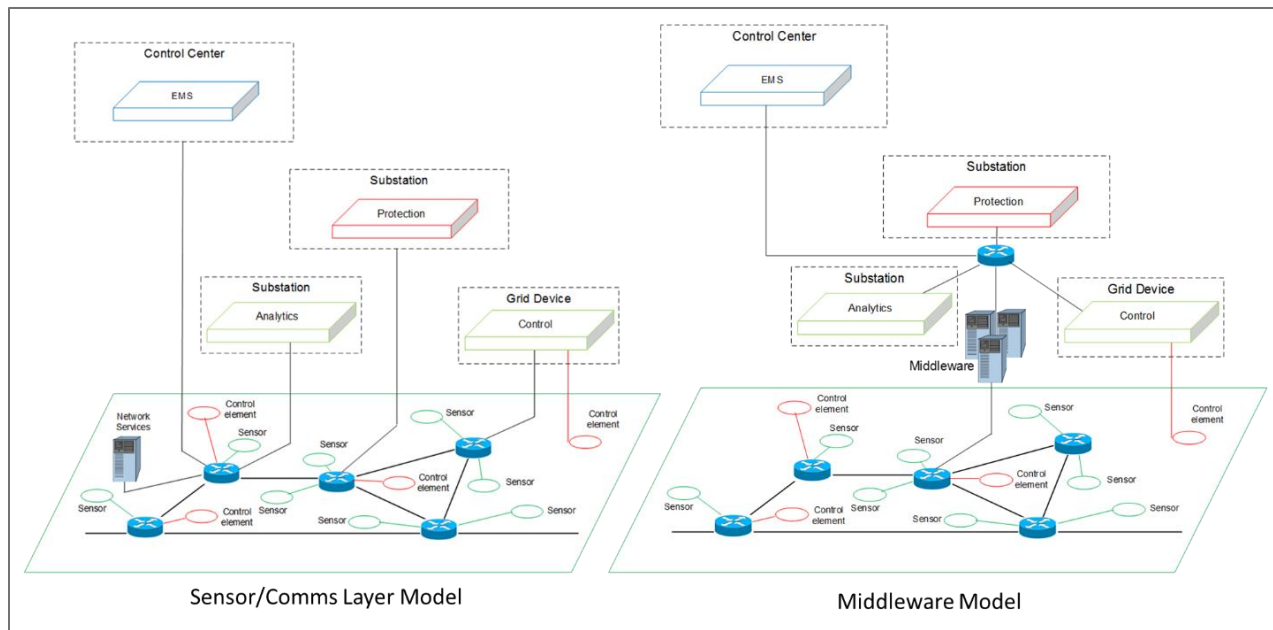 Control Center
EMS
Substation
Protection
Substation
Analytics
Grid Device
Control
Network
Services
Control
element
Sensor
Sensor
Sensor
Control
element
Sensor
Sensor
Control
element
Control
element
Sensor
Sensor
Sensor
Sensor
Sensor/Comms Layer Model
Control Center
EMS
Substation
Protection
Substation
Analytics
Grid Device
Control
Middleware
Control
element
Sensor
Sensor
Sensor
Control
element
Sensor
Sensor
Control
element
Control
element
Sensor
Sensor
Sensor
Sensor
Middleware Model